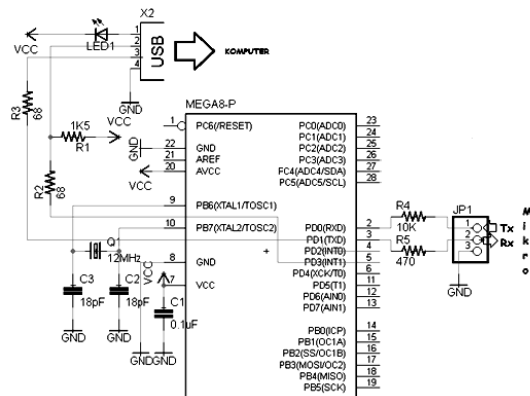 X2
VCC
LED1
1
2
3
4
USB
KOMPUTER
GND
R3
68
1K5
R1
VCC
R2
68
MEGA8-P
1
PC6(/RESET)
GND
22
GND
21
AREF
20
AVCC
VCC
9
PB6(XTAL1/TOSC1)
10
PB7(XTAL2/TOSC2)
Q1
12MHz
VCC
8
GND
7
VCC
C3
18pF
C2
18pF
C1
0.1uF
GND
GND
GND
GND
PC0(ADC0)
23
PC1(ADC1)
24
PC2(ADC2)
25
PC3(ADC3)
26
PC4(ADC4/SDA)
27
PC5(ADC5/SCL)
28
PD0(RXD)
2
PD1(TXD)
3
PD2(INT0)
4
PD3(INT1)
5
PD4(XCK/T0)
6
PD5(T1)
11
PD6(AIN0)
12
PD7(AIN1)
13
PB0(ICP)
14
PB1(OC1A)
15
PB2(SS/OC1B)
16
PB3(MOSI/OC2)
17
PB4(MISO)
18
PB5(SCK)
19
R4
10K
R5
470
JP1
1
2
3
Tx
Rx
GND
Mikro